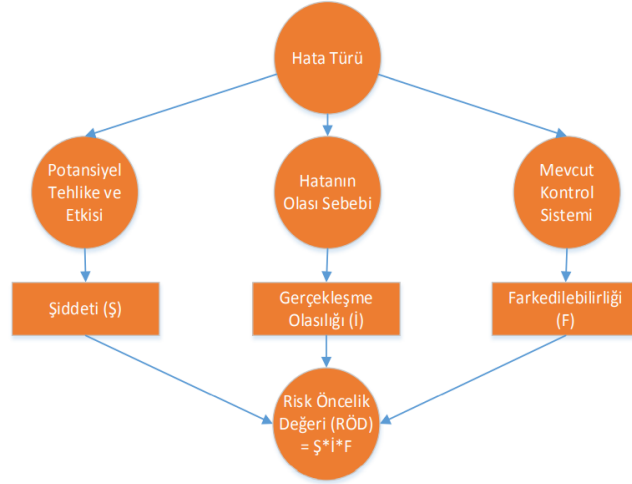 Hata Türü
Potansiyel
Tehlike ve
Etkisi
Hatanın
Olası Sebebi
Mevcut
Kontrol
Sistemi
Şiddeti (Ş)
Gerçekleşme
Olasılığı (İ)
Farkedilebilirliği
(F)
Risk Öncelik
Değeri (RÖD)
= Ş*İ*F